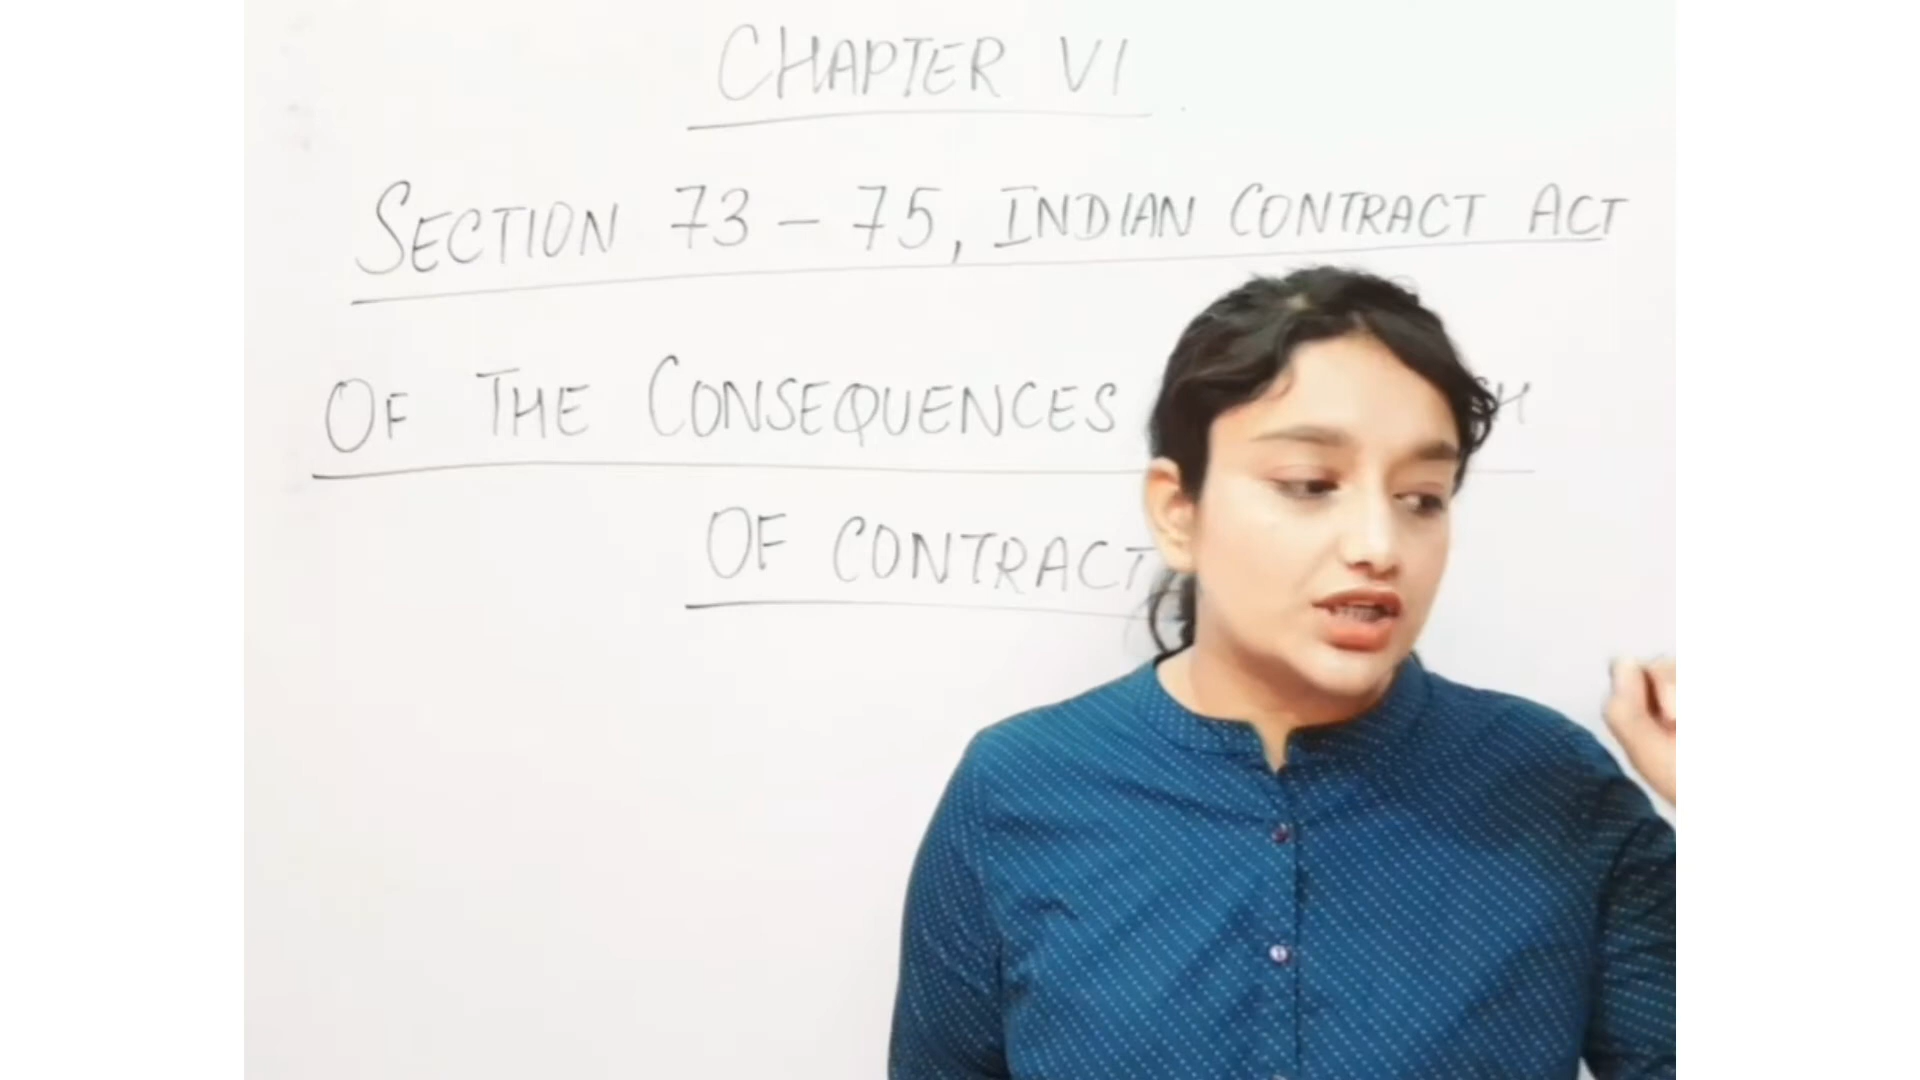 CHAPTER VI
SECTION 73 – 75, INDIAN CONTRACT ACT
OF THE CONSEQUENCES
OF CONTRACT